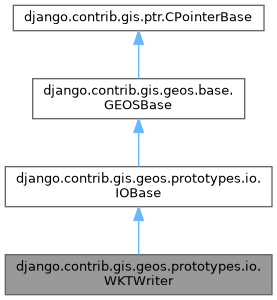 django.contrib.gis.ptr.CPointerBase
django.contrib.gis.geos.base.
GEOSBase
django.contrib.gis.geos.prototypes.io.
IOBase
django.contrib.gis.geos.prototypes.io.
WKTWriter